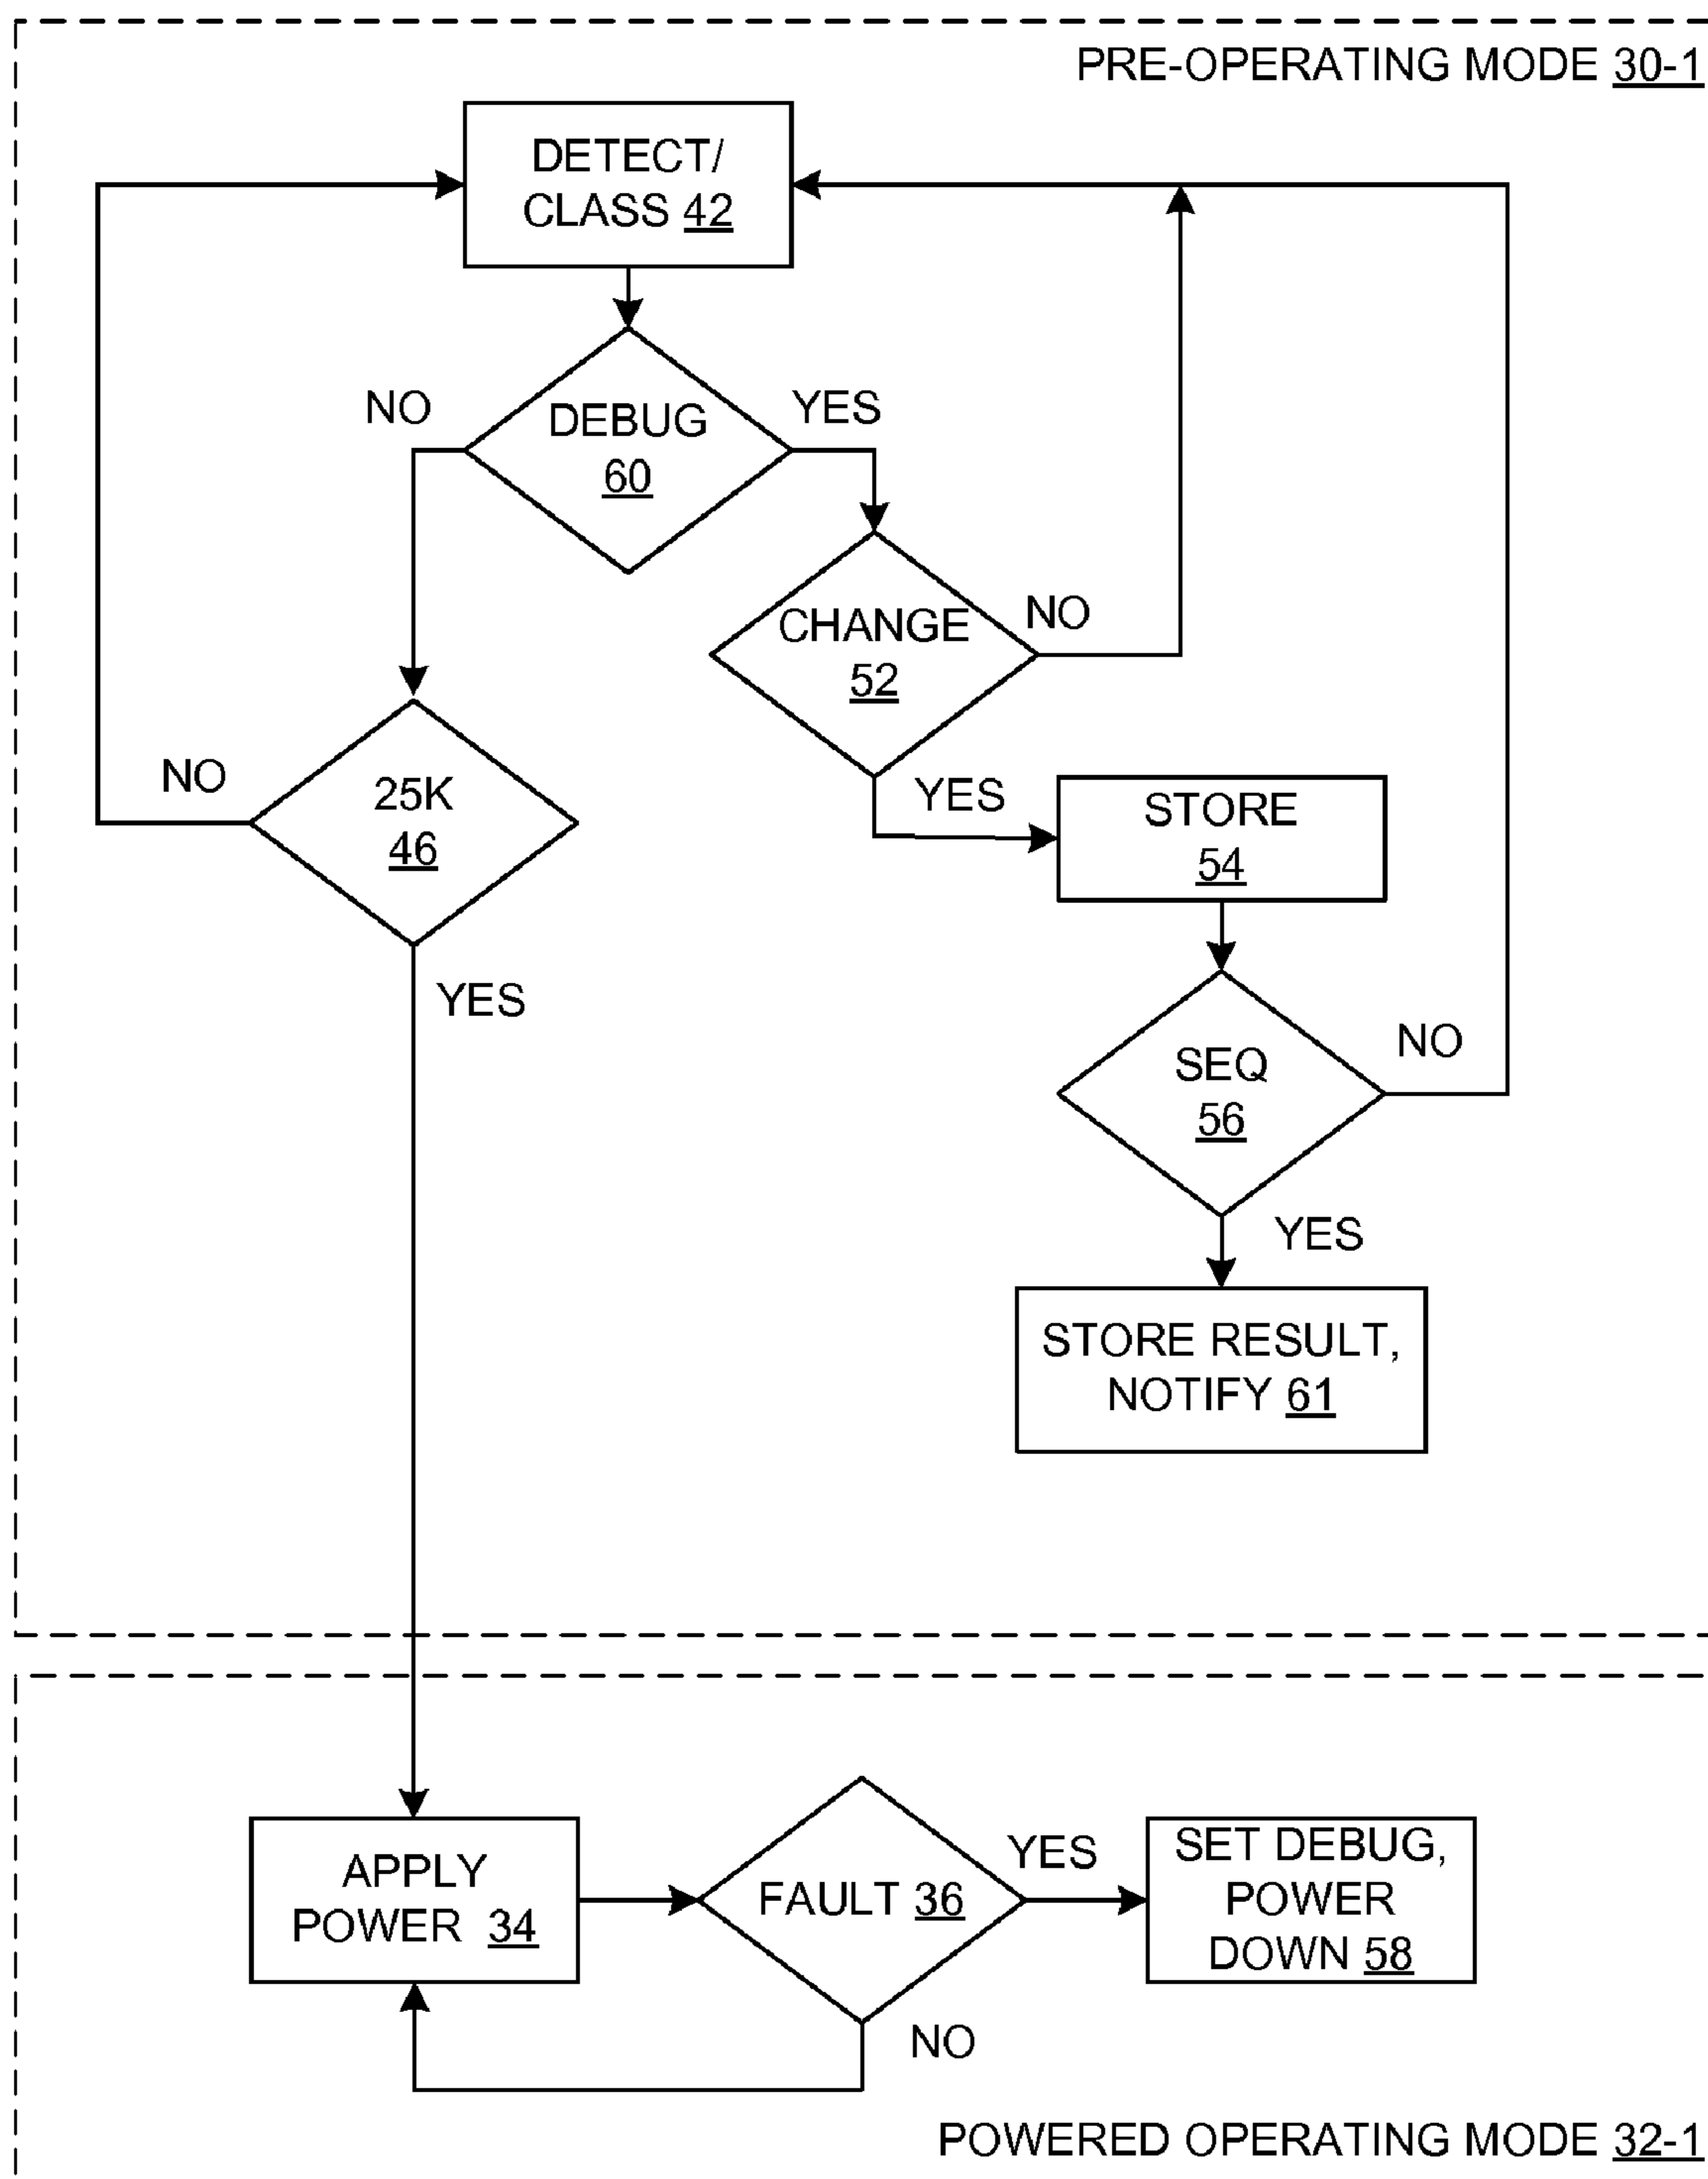 PRE-OPERATING MODE 30-1
DETECT/
CLASS 42
NO
YES
DEBUG
60
CHANGE
52
NO
NO
25K
46
YES
STORE
54
YES
NO
SEQ
56
YES
STORE RESULT,
NOTIFY 61
APPLY
POWER 34
FAULT 36
YES
SET DEBUG,
POWER
DOWN 58
NO
POWERED OPERATING MODE 32-1